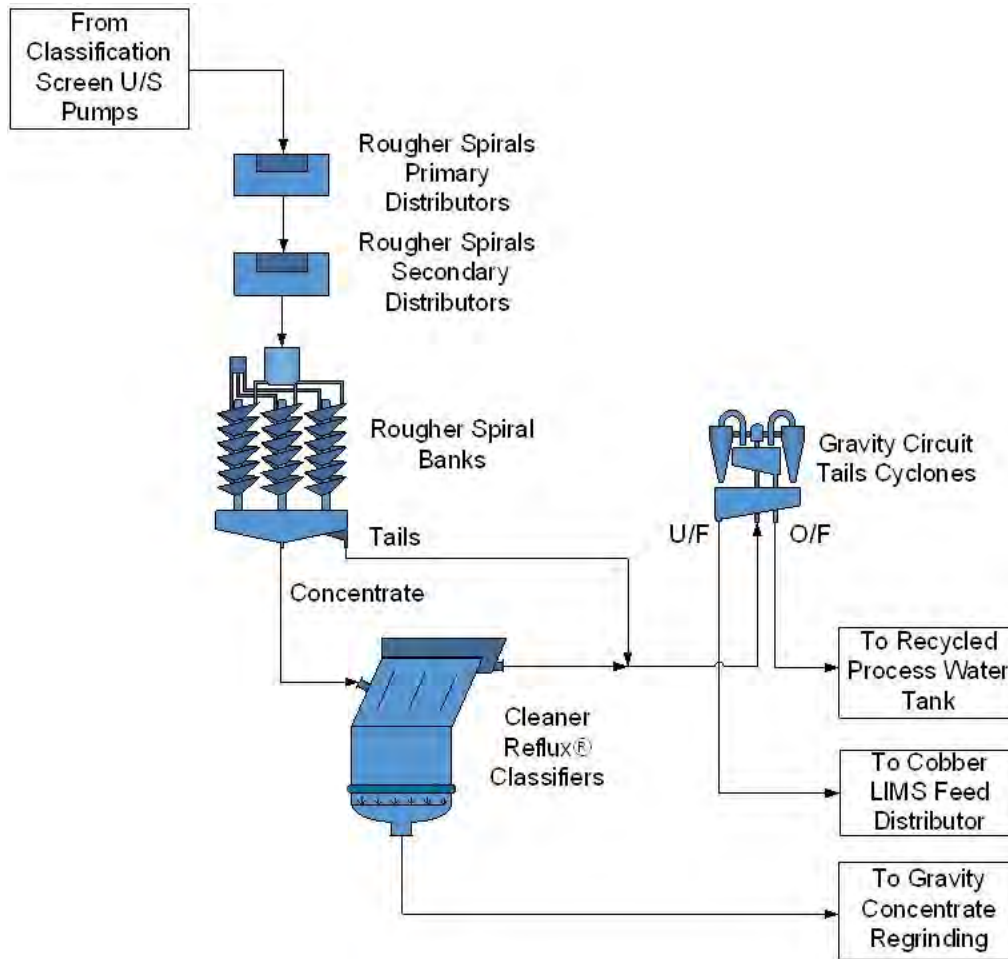 From
Classification
Screen U/S
Pumps
Rougher Spirals
Primary
Distributors
Rougher Spirals
Secondary
Distributors
Rougher Spiral
Banks
Gravity Circuit
Tails Cyclones
Tails
U/F
O/F
Concentrate
To Recycled
Process Water
Tank
Cleaner
Reflux®
Classifiers
To Cobber
LIMS Feed
Distributor
To Gravity
Concentrate
Regrinding